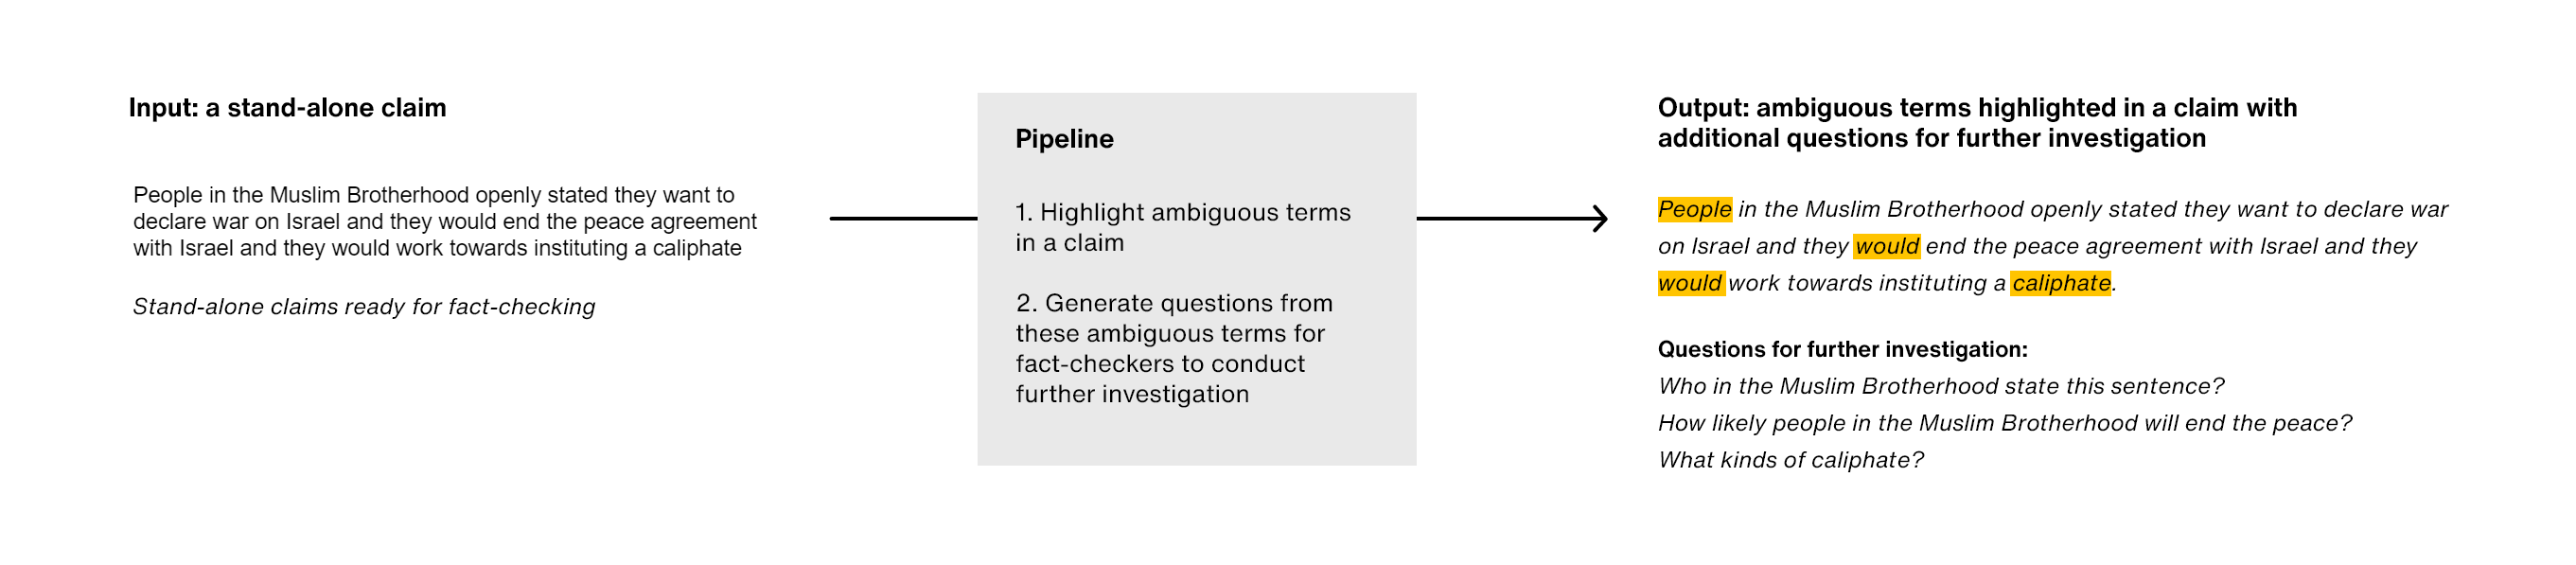 Input: a stand-alone claim
People in the Muslim Brotherhood openly stated they want to
declare war on Israel and they would end the peace agreement
with Israel and they would work towards instituting a caliphate
Stand-alone claims ready for fact-checking
Pipeline
1. Highlight ambiguous terms
in a claim
2. Generate questions from
these ambiguous terms for
fact-checkers to conduct
further investigation
Output: ambiguous terms highlighted in a claim with
additional questions for further investigation
People in the Muslim Brotherhood openly stated they want to declare war
on Israel and they would end the peace agreement with Israel and they
would work towards instituting a caliphate.
Questions for further investigation:
Who in the Muslim Brotherhood state this sentence?
How likely people in the Muslim Brotherhood will end the peace?
What kinds of caliphate?